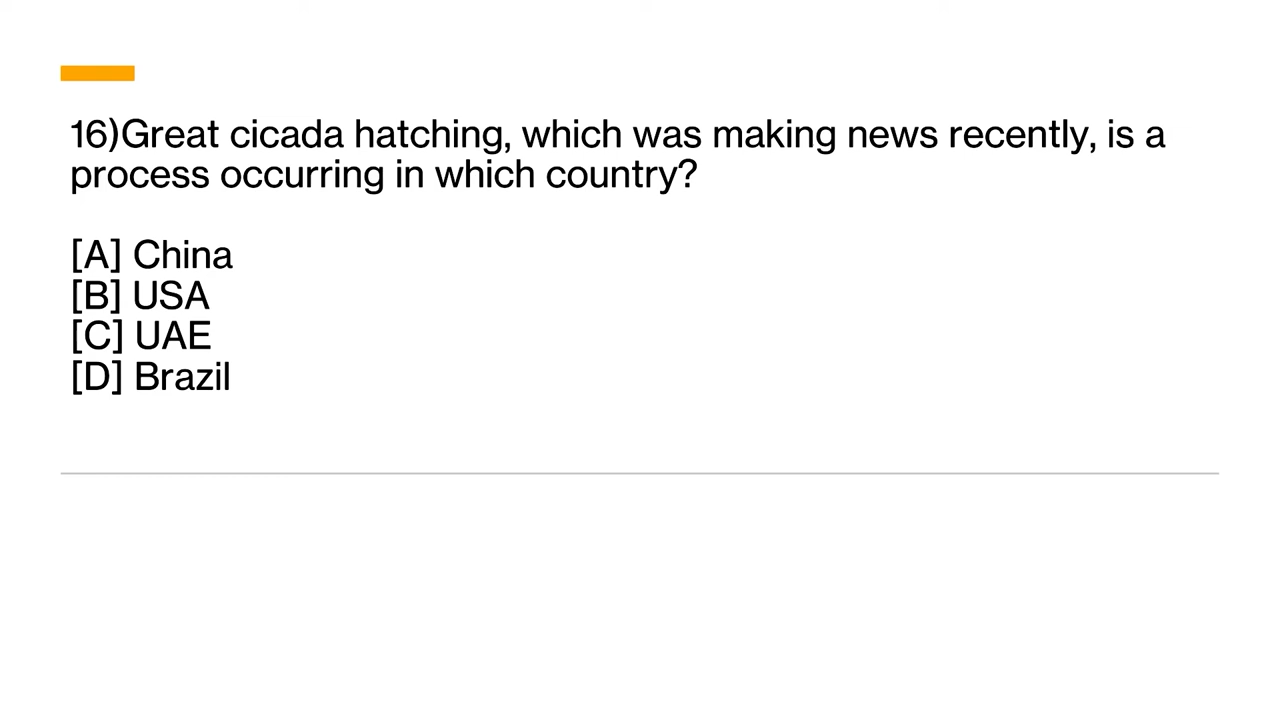 16)Great cicada hatching, which was making news recently, is a
process occurring in which country?
[A] China
[B] USA
[C] UAE
[D] Brazil